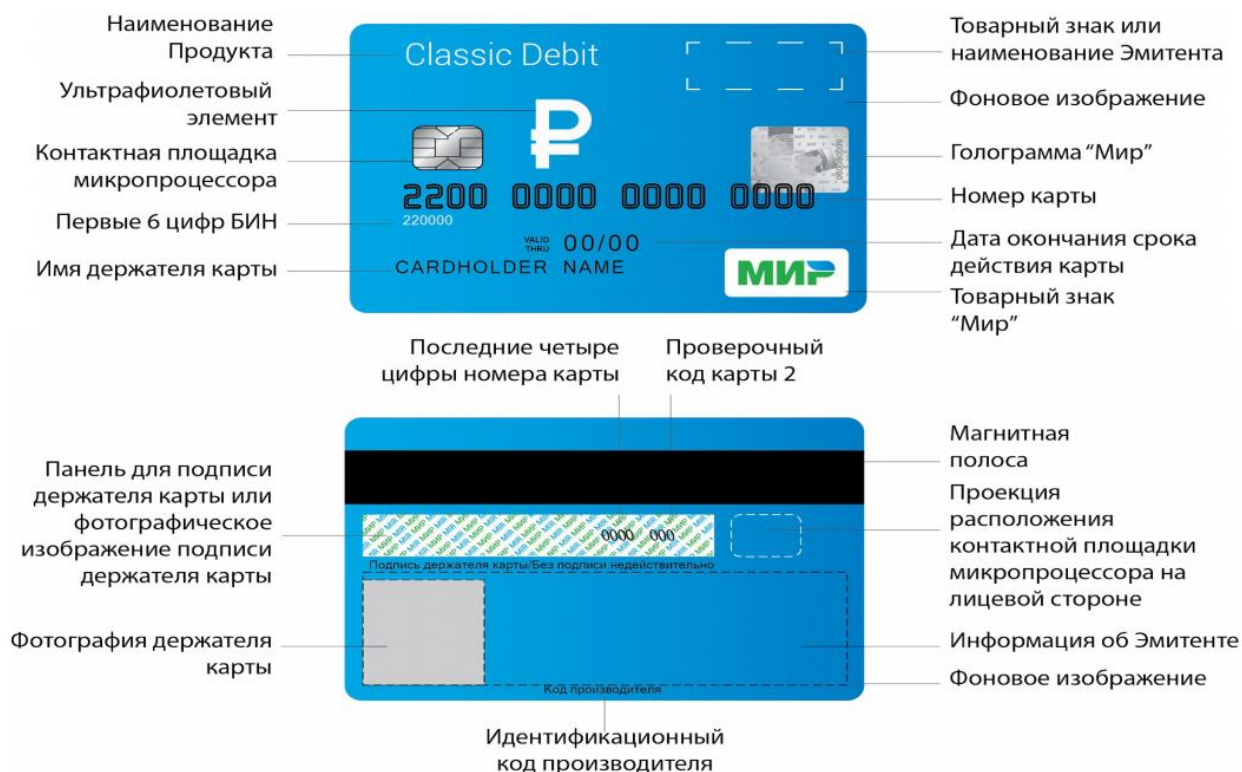 Наименование
Продукта
Ультрафиолетовый
элемент
Контактная площадка
микропроцессора
Первые 6 цифр БИН
Имя держателя карты
Classic Debit
₽
2200 0000 0000 0000
220000
VALID
THRU
00/00
CARDHOLDER NAME
МИР
Товарный знак или
наименование Эмитента
Фоновое изображение
Голограмма “Мир”
Номер карты
Дата окончания срока
действия карты
Товарный знак
“Мир”
Последние четыре
цифры номера карты
Проверочный
код карты 2
Панель для подписи
держателя карты или
фотографическое
изображение подписи
держателя карты
Фотография держателя
карты
0000 000
Подпись держателя карты/Без подписи недействительно
Код производителя
Магнитная
полоса
Проекция
расположения
контактной площадки
микропроцессора на
лицевой стороне
Информация об Эмитенте
Фоновое изображение
Идентификационный
код производителя